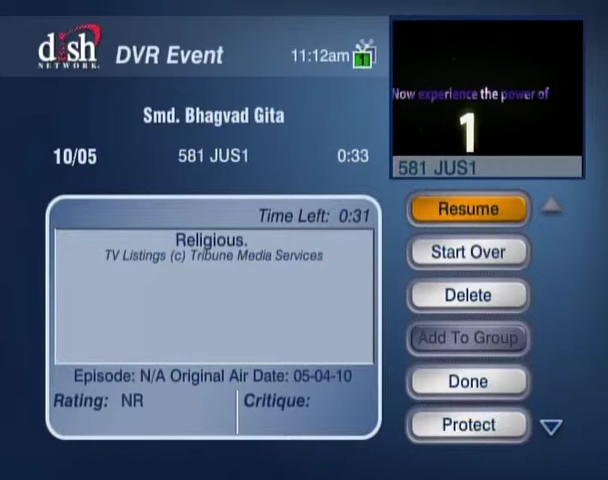 dish
NETWORK.
DVR Event
11:12am
1
Smd. Bhagvad Gita
10/05 581 JUS1 0:33
Now experience the power of
1
581 JUS1
Time Left: 0:31
Religious.
TV Listings (c) Tribune Media Services
Episode: N/A Original Air Date: 05-04-10
Rating: NR Critique:
Resume
Start Over
Delete
Add To Group
Done
Protect